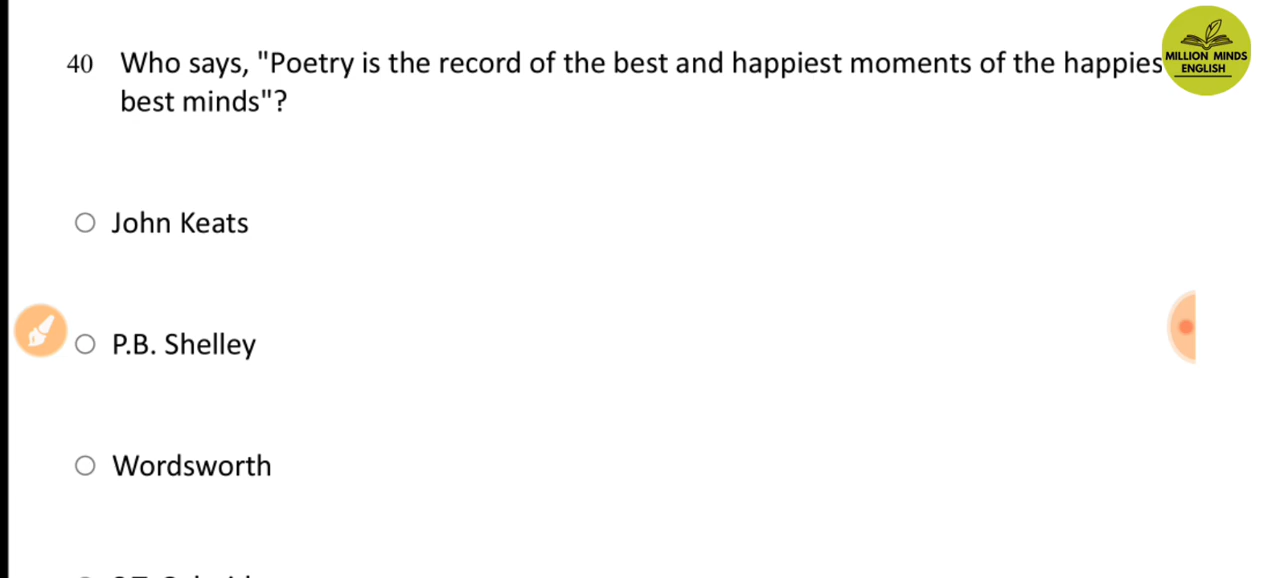 40 Who says, "Poetry is the record of the best and happiest moments of the happies
MILLION MINDS
ENGLISH
best minds"?
John Keats
P.B. Shelley
Wordsworth